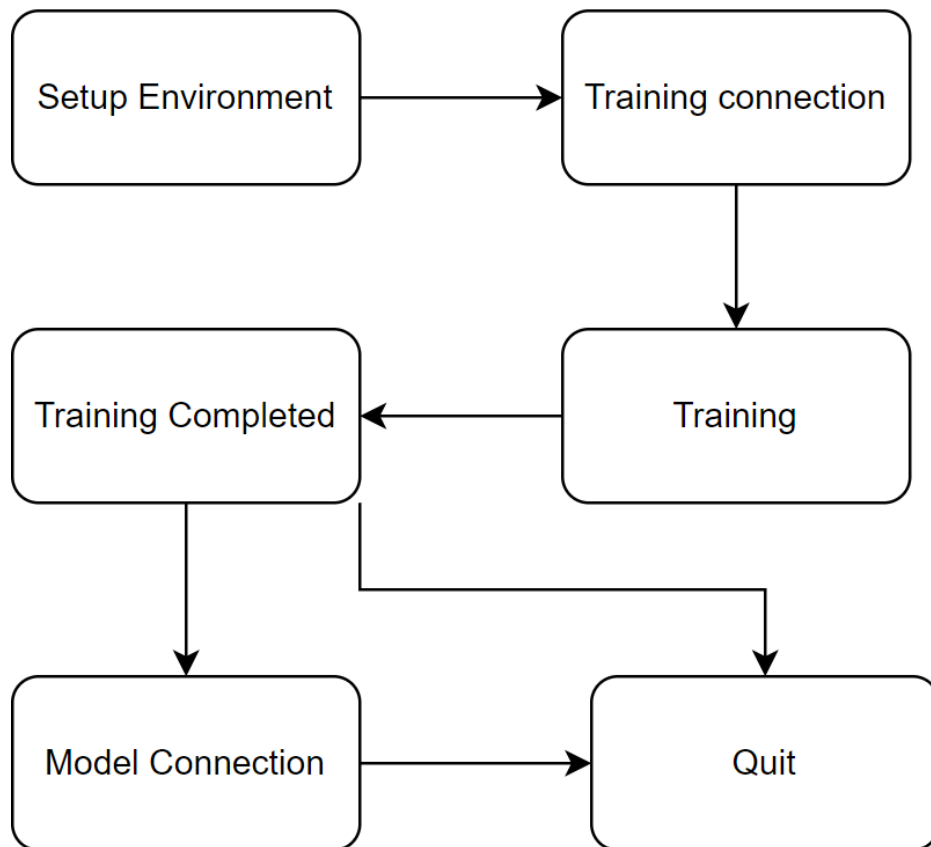 Setup Environment
Training connection
Training Completed
Training
Model Connection
Quit